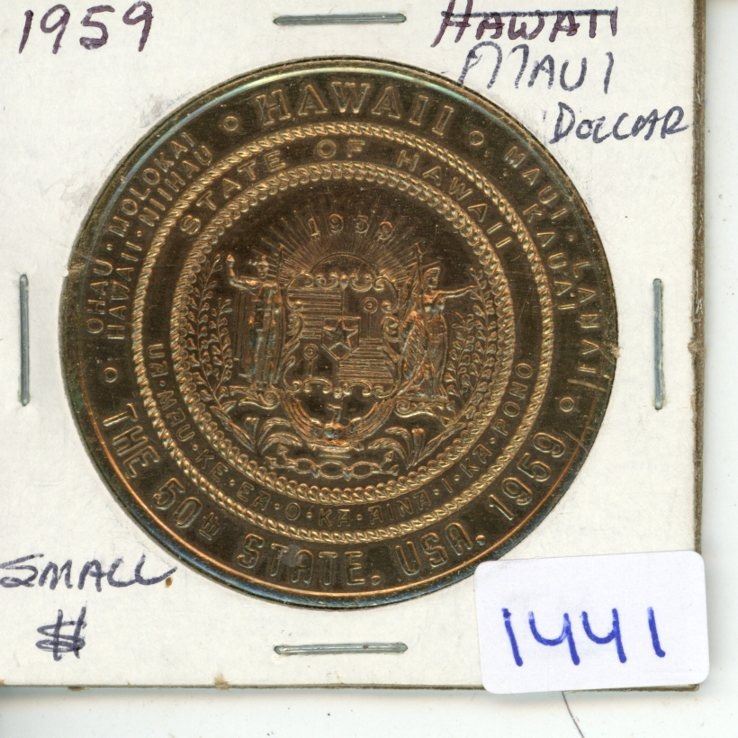 1959
HAWAII
MAUI
DOLLAR
HAWAII
OHAU · MOLOKAI
HAWAII · NIIHAU
MAUI · LANAI
KAUAI
THE 50th STATE, USA, 1959
STATE OF HAWAII
1959
UA · MAU · KE · EA · O · KA · AINA · I · KA · PONO
SMALL
$
1441